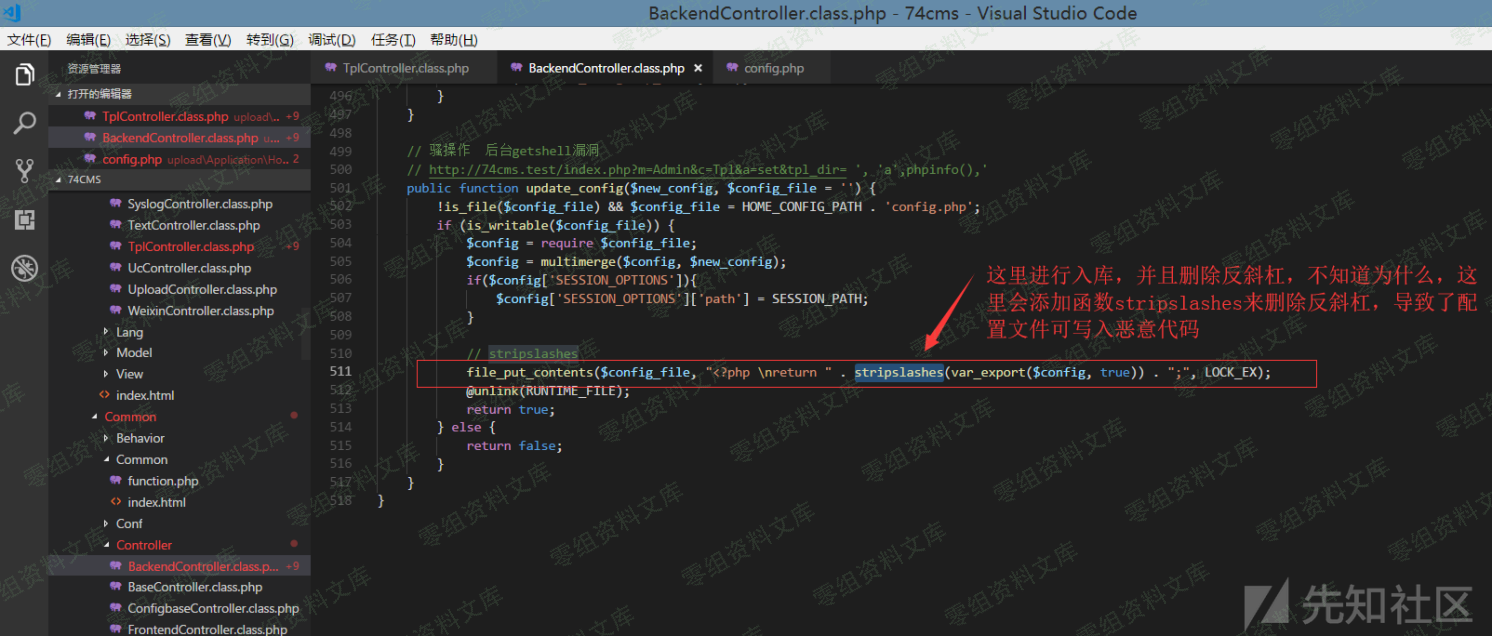 BackendController.class.php - 74cms - Visual Studio Code
文件(F) 编辑(E) 选择(S) 查看(V) 转到(G) 调试(D) 任务(T) 帮助(H)
资源管理器
打开的编辑器
TplController.class.php upload\... +9
BackendController.class.php u... +9
config.php upload\Application\Ho... 2
74CMS
SyslogController.class.php
TextController.class.php
TplController.class.php +9
UcController.class.php
UploadController.class.php
WeixinController.class.php
Lang
Model
View
index.html
Common
Behavior
Common
function.php
index.html
Conf
Controller
BackendController.class.p... +9
BaseController.class.php
ConfigbaseController.class.php
FrontendController.class.php
TplController.class.php
BackendController.class.php ×
config.php
496 }
497 }
498
499 // 骚操作 后台getshell漏洞
500 // http://74cms.test/index.php?m=Admin&c=Tpl&a=set&tpl_dir= ', 'a',phpinfo(),'
501 public function update_config($new_config, $config_file = '') {
502 !is_file($config_file) && $config_file = HOME_CONFIG_PATH . 'config.php';
503 if (is_writable($config_file)) {
504 $config = require $config_file;
505 $config = multimerge($config, $new_config);
506 if($config['SESSION_OPTIONS']){
507 $config['SESSION_OPTIONS']['path'] = SESSION_PATH;
508 }
509
510 // stripslashes
511 file_put_contents($config_file, "<?php \nreturn " . stripslashes(var_export($config, true)) . ";", LOCK_EX);
512 @unlink(RUNTIME_FILE);
513 return true;
514 } else {
515 return false;
516 }
517 }
518 }
这里进行入库，并且删除反斜杠，不知道为什么，这
里会添加函数stripslashes来删除反斜杠，导致了配
置文件可写入恶意代码
零组资料文库
先知社区